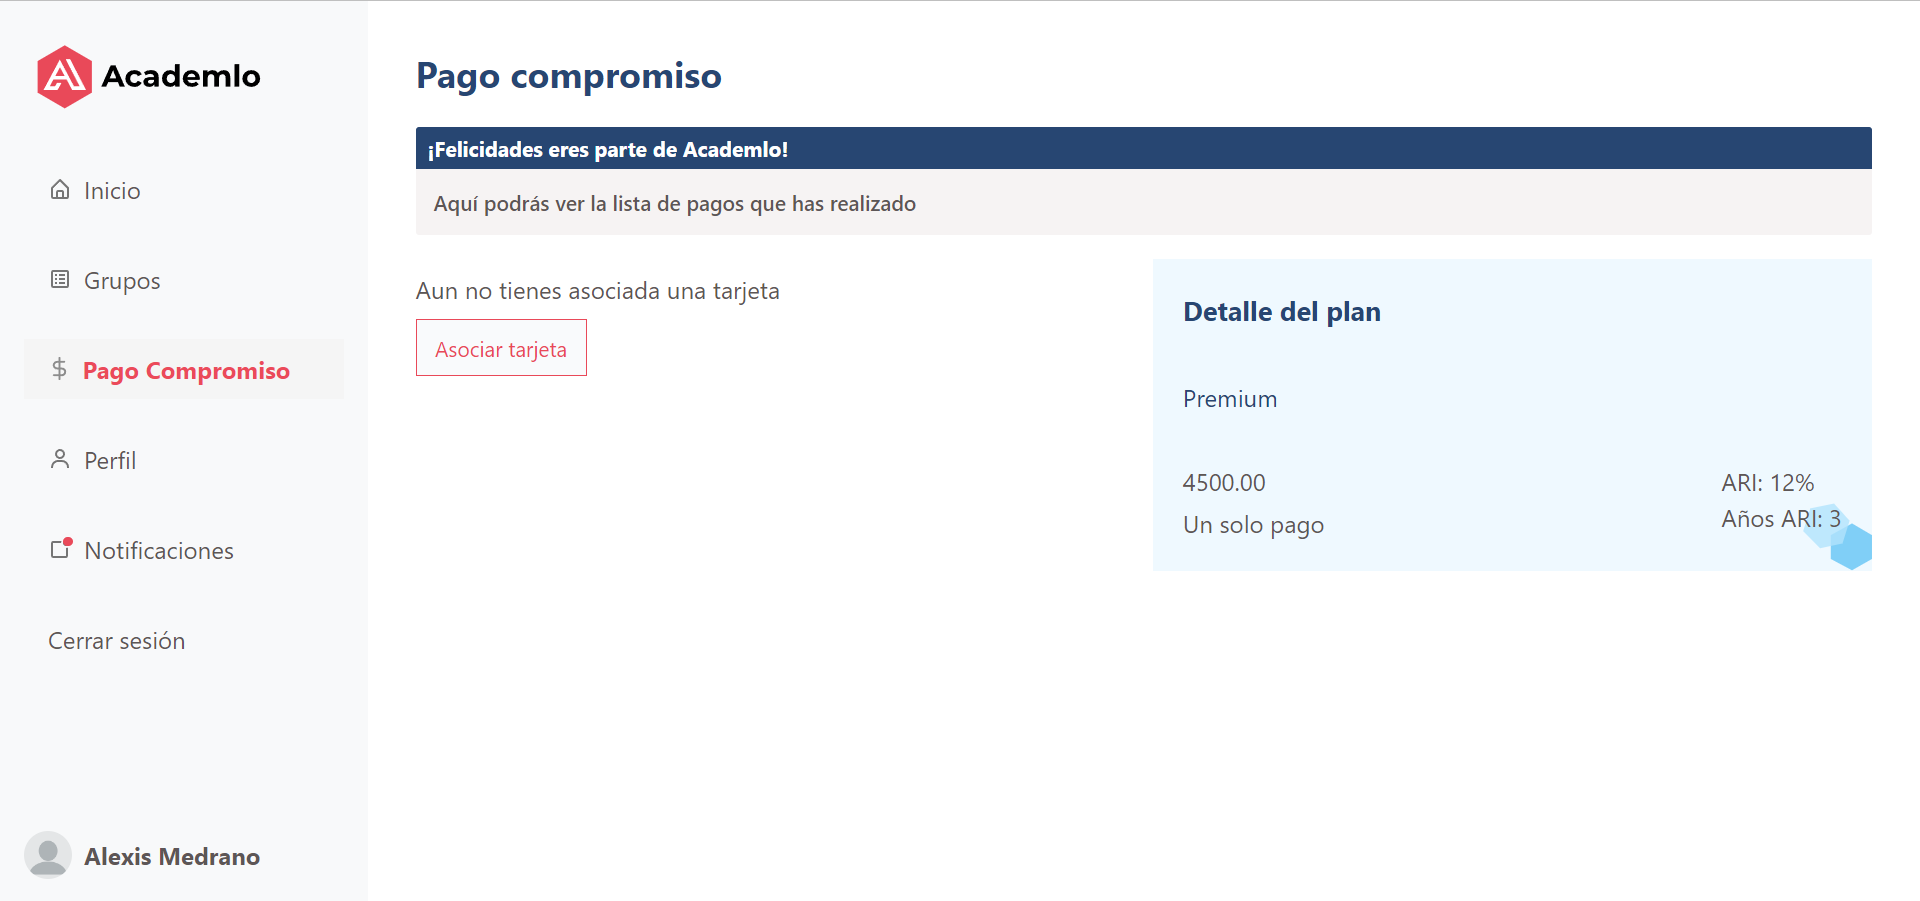 Academlo
Inicio
Grupos
Pago Compromiso
Perfil
Notificaciones
Cerrar sesión
Alexis Medrano
Pago compromiso
¡Felicidades eres parte de Academlo!
Aquí podrás ver la lista de pagos que has realizado
Aun no tienes asociada una tarjeta
Asociar tarjeta
Detalle del plan
Premium
4500.00
Un solo pago
ARI: 12%
Años ARI: 3